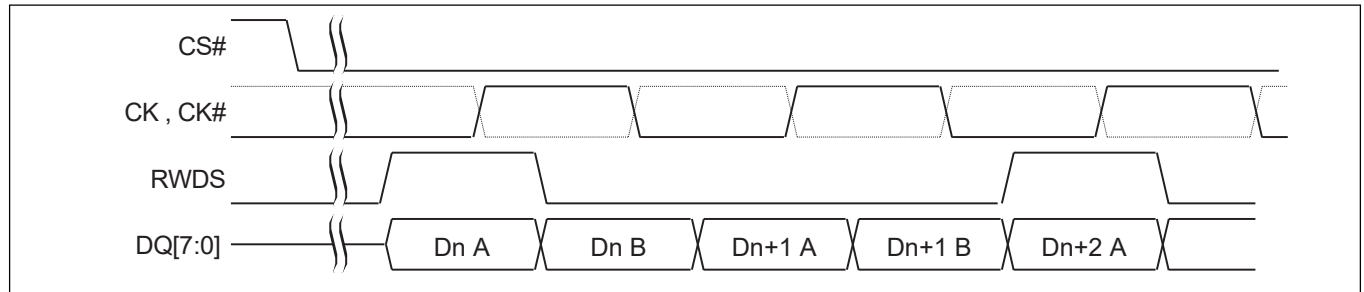 CS#
CK , CK#
RWDS
DQ[7:0] Dn A Dn B Dn+1 A Dn+1 B Dn+2 A